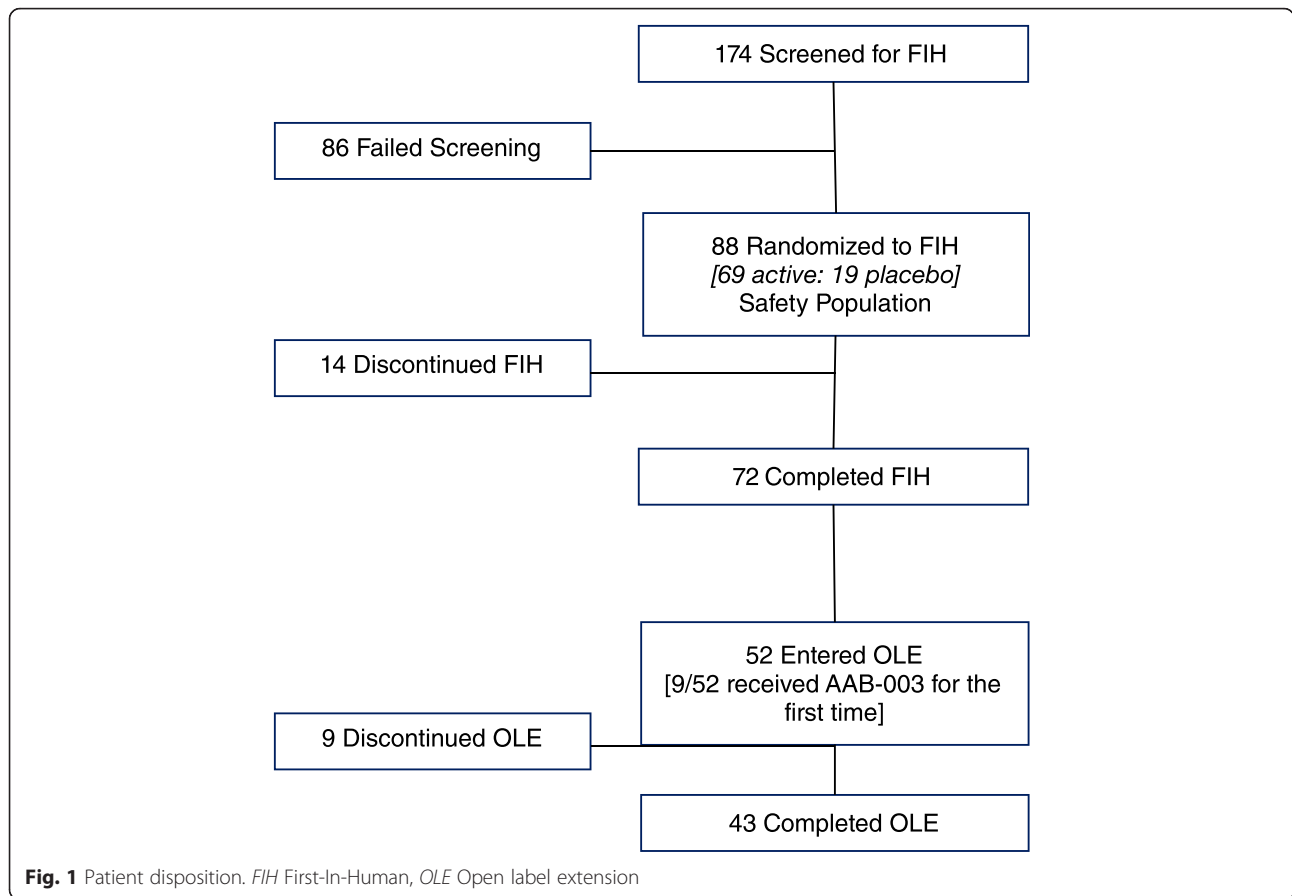 174 Screened for FIH
86 Failed Screening
88 Randomized to FIH
[69 active: 19 placebo]
Safety Population
14 Discontinued FIH
72 Completed FIH
52 Entered OLE
[9/52 received AAB-003 for the
first time]
9 Discontinued OLE
43 Completed OLE
Fig. 1 Patient disposition. FIH First-In-Human, OLE Open label extension